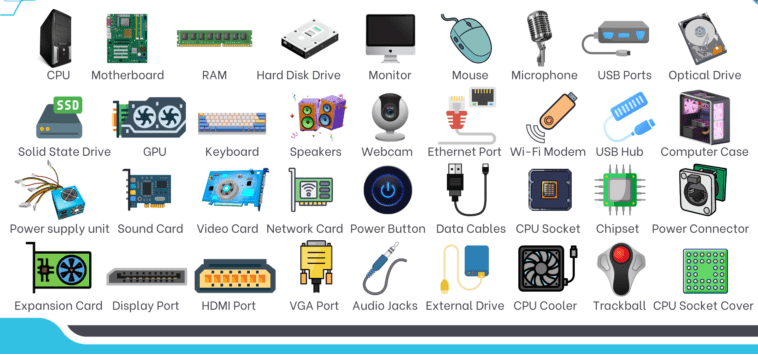 CPU
Motherboard
RAM
Hard Disk Drive
Monitor
Mouse
Microphone
USB Ports
Optical Drive
SSD
Solid State Drive
GPU
Keyboard
Speakers
Webcam
Ethernet Port
Wi-Fi Modem
USB Hub
Computer Case
Power supply unit
Sound Card
Video Card
Network Card
Power Button
Data Cables
CPU Socket
Chipset
Power Connector
Expansion Card
Display Port
HDMI Port
VGA Port
Audio Jacks
External Drive
CPU Cooler
Trackball
CPU Socket Cover